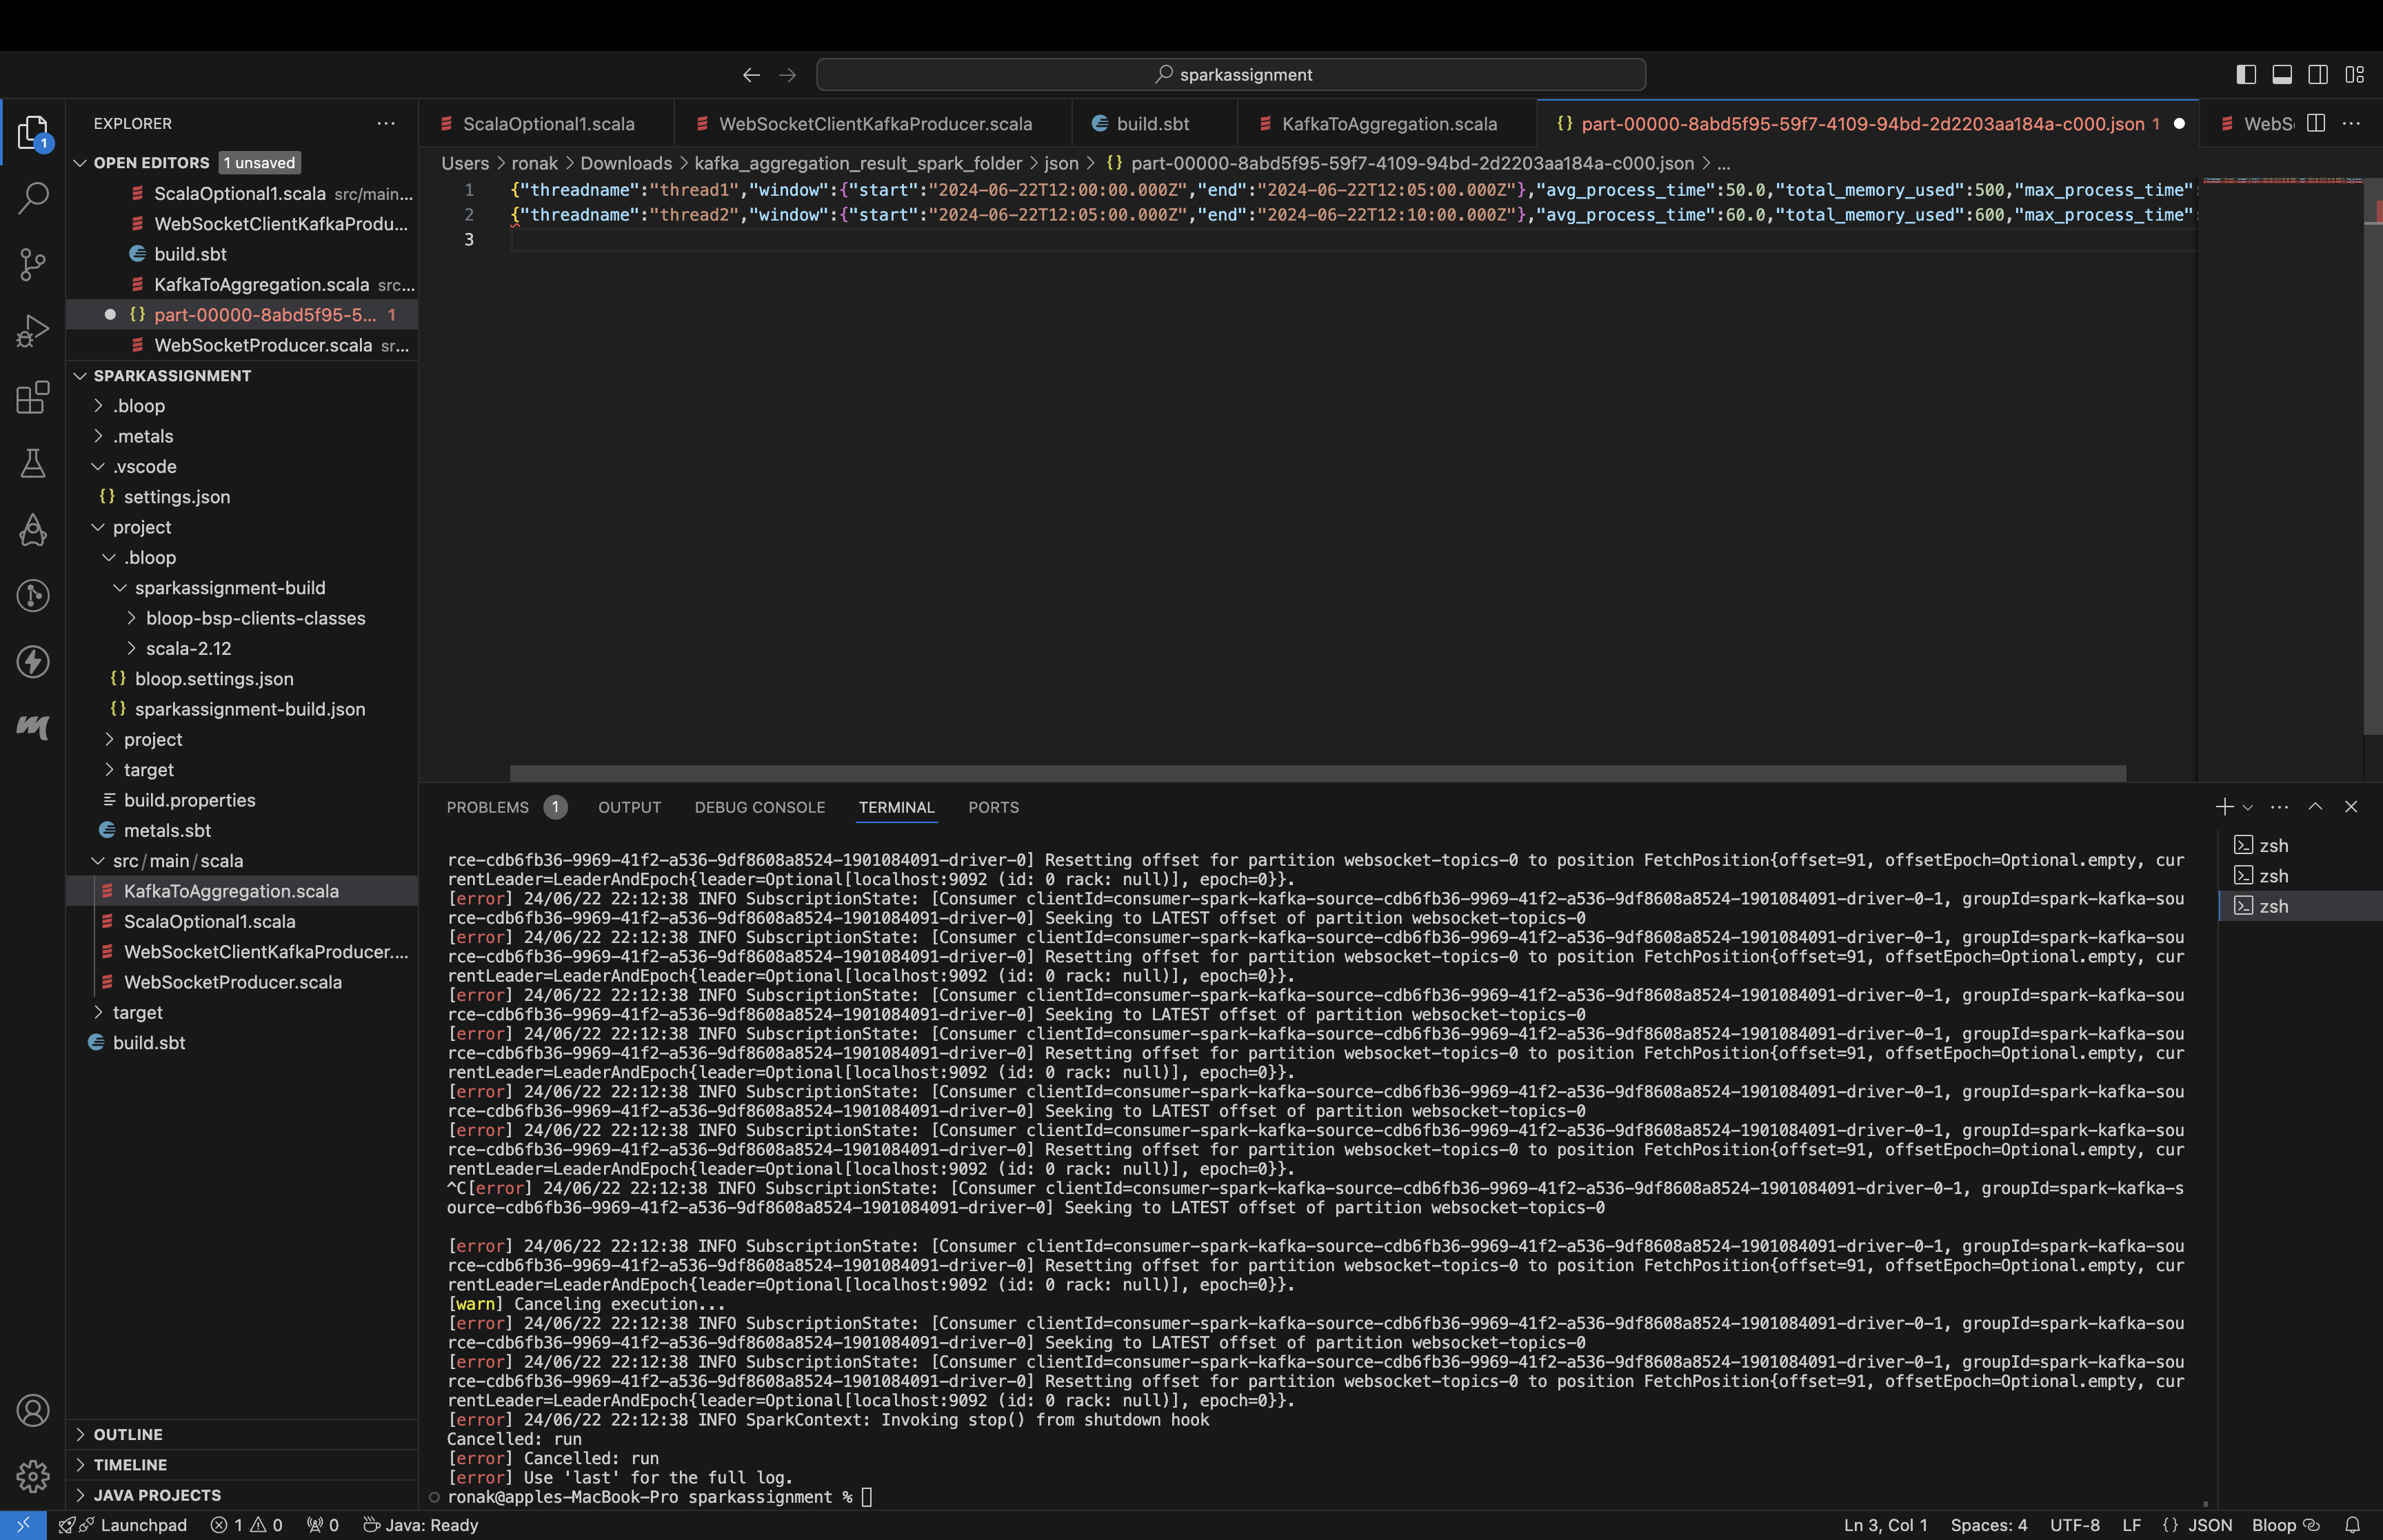 sparkassignment
EXPLORER
OPEN EDITORS 1 unsaved
ScalaOptional1.scala src/main...
WebSocketClientKafkaProdu...
build.sbt
KafkaToAggregation.scala src...
part-00000-8abd5f95-5... 1
WebSocketProducer.scala sr...
SPARKASSIGNMENT
.bloop
.metals
.vscode
settings.json
project
.bloop
sparkassignment-build
bloop-bsp-clients-classes
scala-2.12
bloop.settings.json
sparkassignment-build.json
project
target
build.properties
metals.sbt
src/main/scala
KafkaToAggregation.scala
ScalaOptional1.scala
WebSocketClientKafkaProducer....
WebSocketProducer.scala
target
build.sbt
OUTLINE
TIMELINE
JAVA PROJECTS
ScalaOptional1.scala WebSocketClientKafkaProducer.scala build.sbt KafkaToAggregation.scala {} part-00000-8abd5f95-59f7-4109-94bd-2d2203aa184a-c000.json 1 WebS
Users > ronak > Downloads > kafka_aggregation_result_spark_folder > json > {} part-00000-8abd5f95-59f7-4109-94bd-2d2203aa184a-c000.json > ...
1 {"threadname":"thread1","window":{"start":"2024-06-22T12:00:00.000Z","end":"2024-06-22T12:05:00.000Z"},"avg_process_time":50.0,"total_memory_used":500,"max_process_time"
2 {"threadname":"thread2","window":{"start":"2024-06-22T12:05:00.000Z","end":"2024-06-22T12:10:00.000Z"},"avg_process_time":60.0,"total_memory_used":600,"max_process_time"
3
PROBLEMS 1 OUTPUT DEBUG CONSOLE TERMINAL PORTS
rce-cdb6fb36-9969-41f2-a536-9df8608a8524-1901084091-driver-0] Resetting offset for partition websocket-topics-0 to position FetchPosition{offset=91, offsetEpoch=Optional.empty, cur
rentLeader=LeaderAndEpoch{leader=Optional[localhost:9092 (id: 0 rack: null)], epoch=0}}.
[error] 24/06/22 22:12:38 INFO SubscriptionState: [Consumer clientId=consumer-spark-kafka-source-cdb6fb36-9969-41f2-a536-9df8608a8524-1901084091-driver-0-1, groupId=spark-kafka-sou
rce-cdb6fb36-9969-41f2-a536-9df8608a8524-1901084091-driver-0] Seeking to LATEST offset of partition websocket-topics-0
[error] 24/06/22 22:12:38 INFO SubscriptionState: [Consumer clientId=consumer-spark-kafka-source-cdb6fb36-9969-41f2-a536-9df8608a8524-1901084091-driver-0-1, groupId=spark-kafka-sou
rce-cdb6fb36-9969-41f2-a536-9df8608a8524-1901084091-driver-0] Resetting offset for partition websocket-topics-0 to position FetchPosition{offset=91, offsetEpoch=Optional.empty, cur
rentLeader=LeaderAndEpoch{leader=Optional[localhost:9092 (id: 0 rack: null)], epoch=0}}.
[error] 24/06/22 22:12:38 INFO SubscriptionState: [Consumer clientId=consumer-spark-kafka-source-cdb6fb36-9969-41f2-a536-9df8608a8524-1901084091-driver-0-1, groupId=spark-kafka-sou
rce-cdb6fb36-9969-41f2-a536-9df8608a8524-1901084091-driver-0] Seeking to LATEST offset of partition websocket-topics-0
[error] 24/06/22 22:12:38 INFO SubscriptionState: [Consumer clientId=consumer-spark-kafka-source-cdb6fb36-9969-41f2-a536-9df8608a8524-1901084091-driver-0-1, groupId=spark-kafka-sou
rce-cdb6fb36-9969-41f2-a536-9df8608a8524-1901084091-driver-0] Resetting offset for partition websocket-topics-0 to position FetchPosition{offset=91, offsetEpoch=Optional.empty, cur
rentLeader=LeaderAndEpoch{leader=Optional[localhost:9092 (id: 0 rack: null)], epoch=0}}.
[error] 24/06/22 22:12:38 INFO SubscriptionState: [Consumer clientId=consumer-spark-kafka-source-cdb6fb36-9969-41f2-a536-9df8608a8524-1901084091-driver-0-1, groupId=spark-kafka-sou
rce-cdb6fb36-9969-41f2-a536-9df8608a8524-1901084091-driver-0] Seeking to LATEST offset of partition websocket-topics-0
[error] 24/06/22 22:12:38 INFO SubscriptionState: [Consumer clientId=consumer-spark-kafka-source-cdb6fb36-9969-41f2-a536-9df8608a8524-1901084091-driver-0-1, groupId=spark-kafka-sou
rce-cdb6fb36-9969-41f2-a536-9df8608a8524-1901084091-driver-0] Resetting offset for partition websocket-topics-0 to position FetchPosition{offset=91, offsetEpoch=Optional.empty, cur
rentLeader=LeaderAndEpoch{leader=Optional[localhost:9092 (id: 0 rack: null)], epoch=0}}.
^C[error] 24/06/22 22:12:38 INFO SubscriptionState: [Consumer clientId=consumer-spark-kafka-source-cdb6fb36-9969-41f2-a536-9df8608a8524-1901084091-driver-0-1, groupId=spark-kafka-s
ource-cdb6fb36-9969-41f2-a536-9df8608a8524-1901084091-driver-0] Seeking to LATEST offset of partition websocket-topics-0
[error] 24/06/22 22:12:38 INFO SubscriptionState: [Consumer clientId=consumer-spark-kafka-source-cdb6fb36-9969-41f2-a536-9df8608a8524-1901084091-driver-0-1, groupId=spark-kafka-sou
rce-cdb6fb36-9969-41f2-a536-9df8608a8524-1901084091-driver-0] Resetting offset for partition websocket-topics-0 to position FetchPosition{offset=91, offsetEpoch=Optional.empty, cur
rentLeader=LeaderAndEpoch{leader=Optional[localhost:9092 (id: 0 rack: null)], epoch=0}}.
[warn] Canceling execution...
[error] 24/06/22 22:12:38 INFO SubscriptionState: [Consumer clientId=consumer-spark-kafka-source-cdb6fb36-9969-41f2-a536-9df8608a8524-1901084091-driver-0-1, groupId=spark-kafka-sou
rce-cdb6fb36-9969-41f2-a536-9df8608a8524-1901084091-driver-0] Seeking to LATEST offset of partition websocket-topics-0
[error] 24/06/22 22:12:38 INFO SubscriptionState: [Consumer clientId=consumer-spark-kafka-source-cdb6fb36-9969-41f2-a536-9df8608a8524-1901084091-driver-0-1, groupId=spark-kafka-sou
rce-cdb6fb36-9969-41f2-a536-9df8608a8524-1901084091-driver-0] Resetting offset for partition websocket-topics-0 to position FetchPosition{offset=91, offsetEpoch=Optional.empty, cur
rentLeader=LeaderAndEpoch{leader=Optional[localhost:9092 (id: 0 rack: null)], epoch=0}}.
[error] 24/06/22 22:12:38 INFO SparkContext: Invoking stop() from shutdown hook
Cancelled: run
[error] Cancelled: run
[error] Use 'last' for the full log.
ronak@apples-MacBook-Pro sparkassignment %
zsh
zsh
zsh
Launchpad 1 0 0 Java: Ready Ln 3, Col 1 Spaces: 4 UTF-8 LF {} JSON Bloop